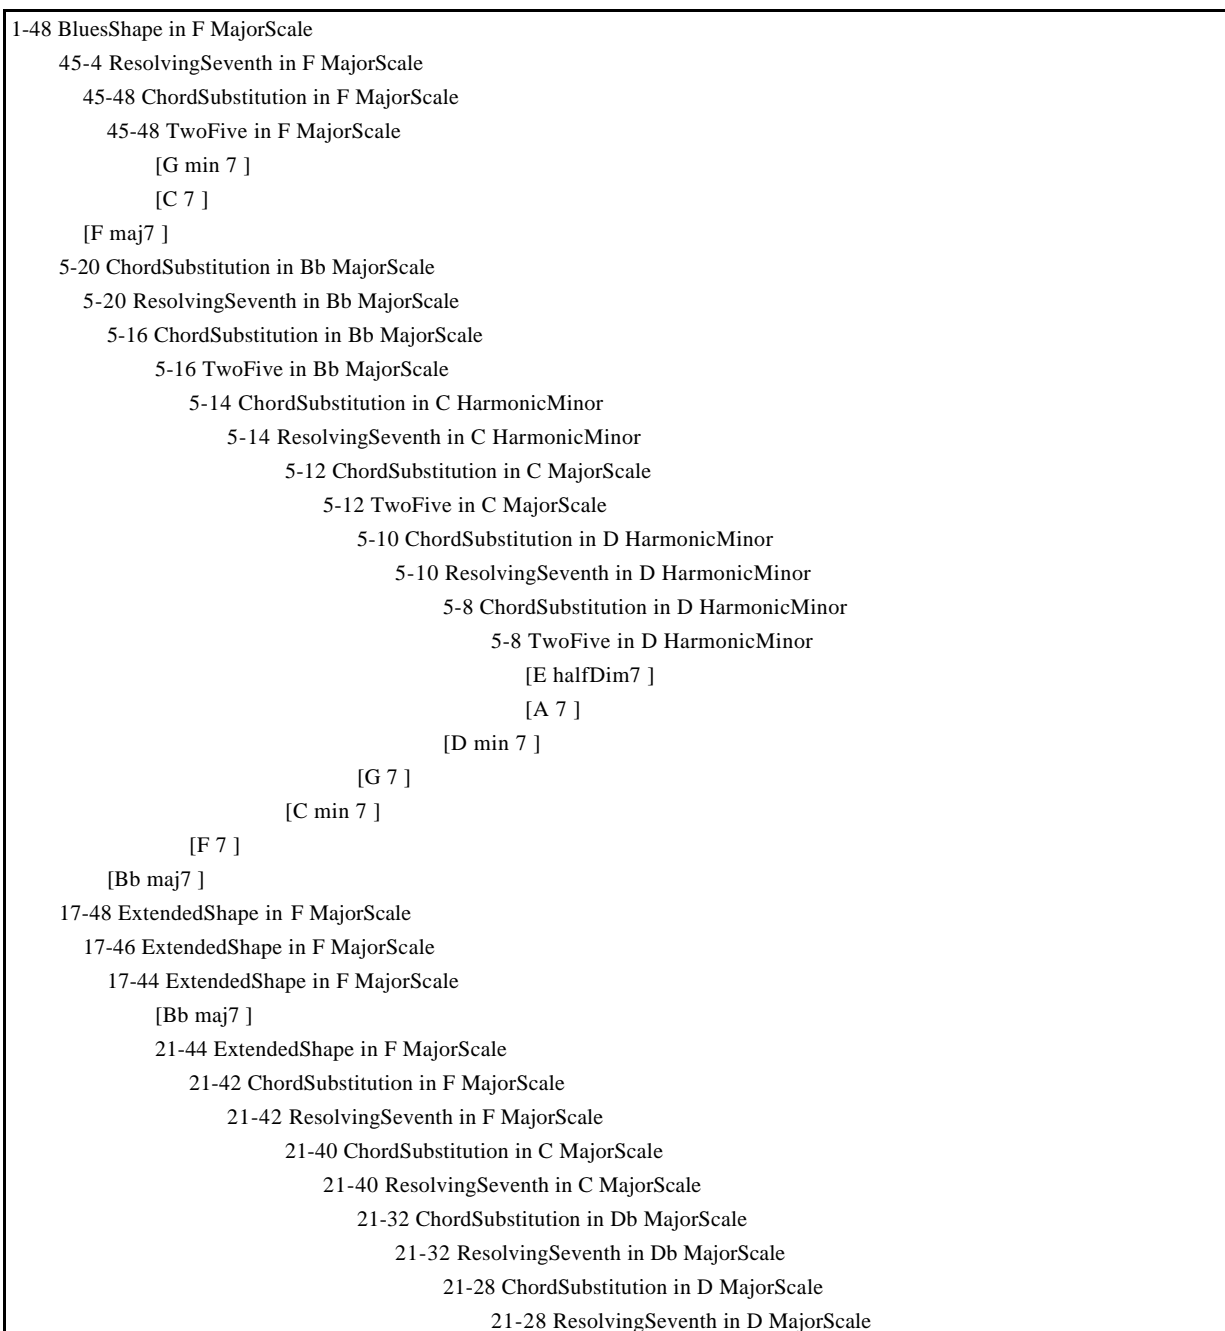 1-48 BluesShape in F MajorScale
45-4 ResolvingSeventh in F MajorScale
45-48 ChordSubstitution in F MajorScale
45-48 TwoFive in F MajorScale
[G min 7 ]
[C 7 ]
[F maj7 ]
5-20 ChordSubstitution in Bb MajorScale
5-20 ResolvingSeventh in Bb MajorScale
5-16 ChordSubstitution in Bb MajorScale
5-16 TwoFive in Bb MajorScale
5-14 ChordSubstitution in C HarmonicMinor
5-14 ResolvingSeventh in C HarmonicMinor
5-12 ChordSubstitution in C MajorScale
5-12 TwoFive in C MajorScale
5-10 ChordSubstitution in D HarmonicMinor
5-10 ResolvingSeventh in D HarmonicMinor
5-8 ChordSubstitution in D HarmonicMinor
5-8 TwoFive in D HarmonicMinor
[E halfDim7 ]
[A 7 ]
[D min 7 ]
[G 7 ]
[C min 7 ]
[F 7 ]
[Bb maj7 ]
17-48 ExtendedShape in F MajorScale
17-46 ExtendedShape in F MajorScale
17-44 ExtendedShape in F MajorScale
[Bb maj7 ]
21-44 ExtendedShape in F MajorScale
21-42 ChordSubstitution in F MajorScale
21-42 ResolvingSeventh in F MajorScale
21-40 ChordSubstitution in C MajorScale
21-40 ResolvingSeventh in C MajorScale
21-32 ChordSubstitution in Db MajorScale
21-32 ResolvingSeventh in Db MajorScale
21-28 ChordSubstitution in D MajorScale
21-28 ResolvingSeventh in D MajorScale